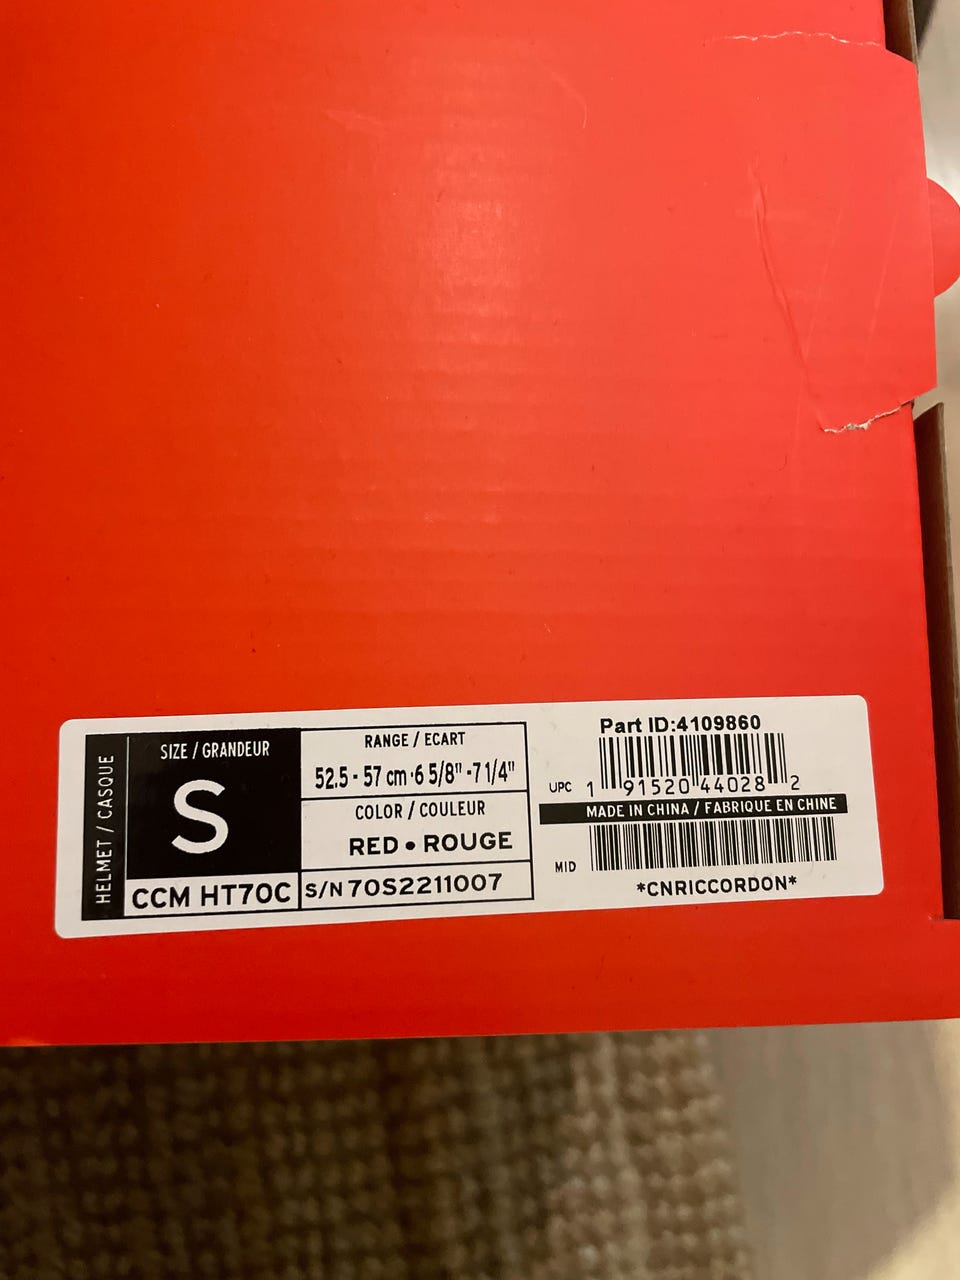 HELMET / CASQUE
SIZE / GRANDEUR
S
CCM HT70C
RANGE / ECART
52.5 - 57 cm · 6 5/8" - 7 1/4"
COLOR / COULEUR
RED • ROUGE
S/N 70S2211007
Part ID:4109860
UPC 1 91520 44028 2
MADE IN CHINA / FABRIQUE EN CHINE
MID
*CNRICCORDON*